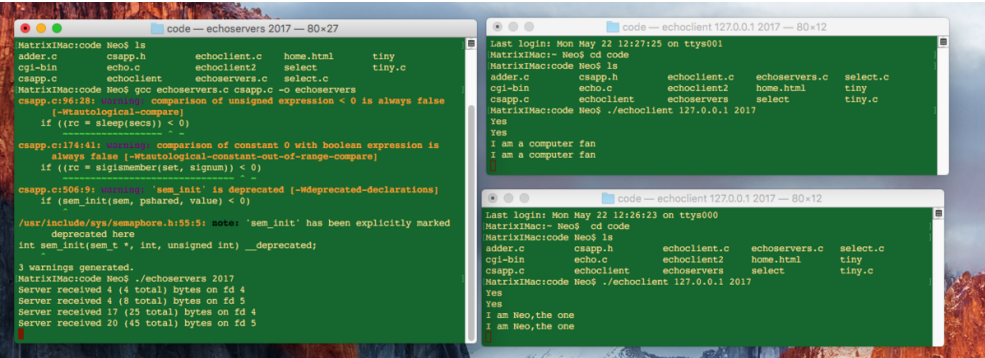 code — echoservers 2017 — 80×27
MatrixIMac:code Neo$ ls
adder.c csapp.h echoclient.c home.html tiny
cgi-bin echo.c echoclient2 select tiny.c
csapp.c echoclient echoservers.c select.c
MatrixIMac:code Neo$ gcc echoservers.c csapp.c -o echoservers
csapp.c:96:28: warning: comparison of unsigned expression < 0 is always false
[-Wtautological-compare]
if ((rc = sleep(secs)) < 0)
~~~~~~~~~~~~~~~~~~ ^ ~
csapp.c:174:41: warning: comparison of constant 0 with boolean expression is
always false [-Wtautological-constant-out-of-range-compare]
if ((rc = sigismember(set, signum)) < 0)
~~~~~~~~~~~~~~~~~~~~~~~~~~~~~~~ ^ ~
csapp.c:506:9: warning: 'sem_init' is deprecated [-Wdeprecated-declarations]
if (sem_init(sem, pshared, value) < 0)
^
/usr/include/sys/semaphore.h:55:5: note: 'sem_init' has been explicitly marked
deprecated here
int sem_init(sem_t *, int, unsigned int) __deprecated;
^
3 warnings generated.
MatrixIMac:code Neo$ ./echoservers 2017
Server received 4 (4 total) bytes on fd 4
Server received 4 (8 total) bytes on fd 5
Server received 17 (25 total) bytes on fd 4
Server received 20 (45 total) bytes on fd 5
code — echoclient 127.0.0.1 2017 — 80×12
Last login: Mon May 22 12:27:25 on ttys001
MatrixIMac:~ Neo$ cd code
MatrixIMac:code Neo$ ls
adder.c csapp.h echoclient.c echoservers.c select.c
cgi-bin echo.c echoclient2 home.html tiny
csapp.c echoclient echoservers select tiny.c
MatrixIMac:code Neo$ ./echoclient 127.0.0.1 2017
Yes
Yes
I am a computer fan
I am a computer fan
code — echoclient 127.0.0.1 2017 — 80×12
Last login: Mon May 22 12:26:23 on ttys000
MatrixIMac:~ Neo$ cd code
MatrixIMac:code Neo$ ls
adder.c csapp.h echoclient.c echoservers.c select.c
cgi-bin echo.c echoclient2 home.html tiny
csapp.c echoclient echoservers select tiny.c
MatrixIMac:code Neo$ ./echoclient 127.0.0.1 2017
Yes
Yes
I am Neo,the one
I am Neo,the one